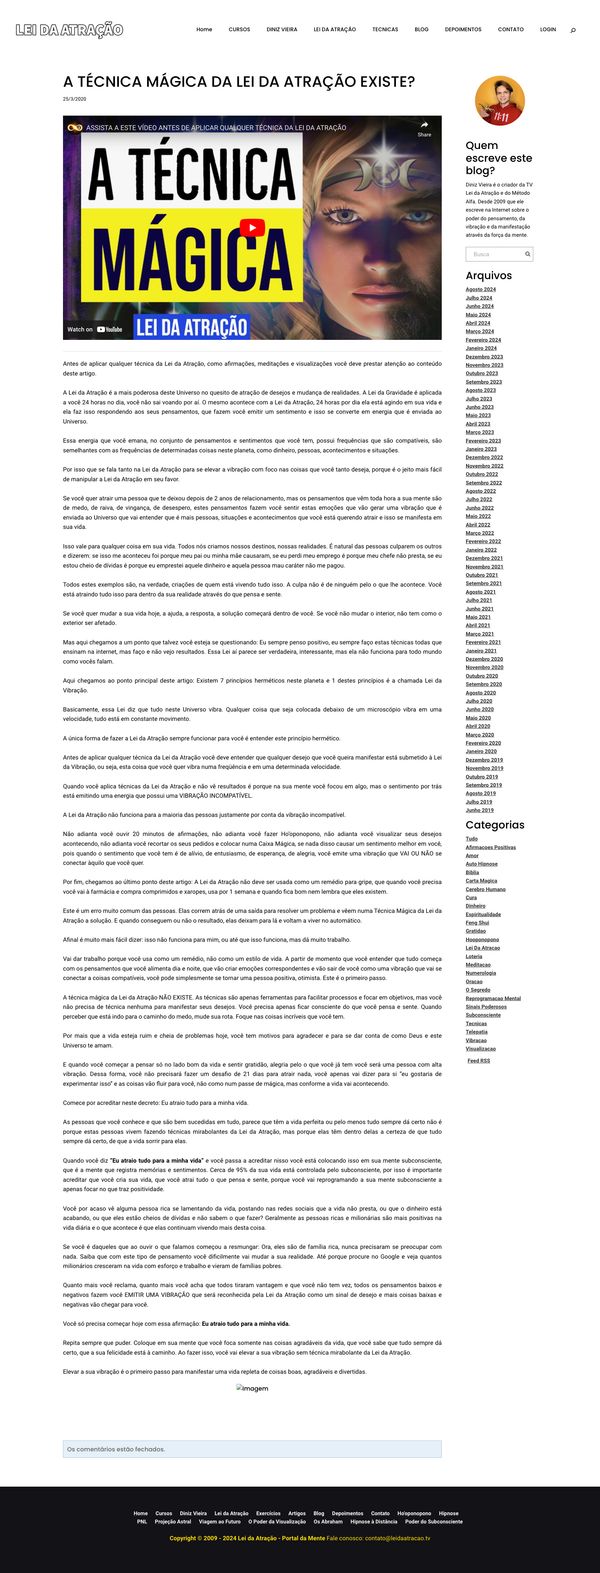 LEI DA ATRAÇÃO
Home CURSOS DINIZ VIEIRA LEI DA ATRAÇÃO TECNICAS BLOG DEPOIMENTOS CONTATO LOGIN
A TÉCNICA MÁGICA DA LEI DA ATRAÇÃO EXISTE?
25/3/2020
ASSISTA A ESTE VÍDEO ANTES DE APLICAR QUALQUER TÉCNICA DA LEI DA ATRAÇÃO
Share
A TÉCNICA
MÁGICA
LEI DA ATRAÇÃO
Watch on YouTube
Antes de aplicar qualquer técnica da Lei da Atração, como afirmações, meditações e visualizações você deve prestar atenção ao conteúdo
deste artigo.
A Lei da Atração é a mais poderosa deste Universo no quesito de atração de desejos e mudança de realidades. A Lei da Gravidade é aplicada
a você 24 horas no dia, você não sai voando por aí. O mesmo acontece com a Lei da Atração, 24 horas por dia ela está agindo em sua vida e
ela faz isso respondendo aos seus pensamentos, que fazem você emitir um sentimento e isso se converte em energia que é enviada ao
Universo.
Essa energia que você emana, no conjunto de pensamentos e sentimentos que você tem, possui frequências que são compatíveis, são
semelhantes com as frequências de determinadas coisas neste planeta, como dinheiro, pessoas, acontecimentos e situações.
Por isso que se fala tanto na Lei da Atração para se elevar a vibração com foco nas coisas que você tanto deseja, porque é o jeito mais fácil
de manipular a Lei da Atração em seu favor.
Se você quer atrair uma pessoa que te deixou depois de 2 anos de relacionamento, mas os pensamentos que vêm toda hora a sua mente são
de medo, de raiva, de vingança, de desespero, estes pensamentos fazem você sentir estas emoções que vão gerar uma vibração que é
enviada ao Universo que vai entender que é mais pessoas, situações e acontecimentos que você está querendo atrair e isso se manifesta em
sua vida.
Isso vale para qualquer coisa em sua vida. Todos nós criamos nossos destinos, nossas realidades. É natural das pessoas culparem os outros
e dizerem: se isso me aconteceu foi porque meu pai ou minha mãe causaram, se eu perdi meu emprego é porque meu chefe não presta, se eu
estou cheio de dívidas é porque eu emprestei aquele dinheiro e aquela pessoa mau caráter não me pagou.
Todos estes exemplos são, na verdade, criações de quem está vivendo tudo isso. A culpa não é de ninguém pelo o que lhe acontece. Você
está atraindo tudo isso para dentro da sua realidade através do que pensa e sente.
Se você quer mudar a sua vida hoje, a ajuda, a resposta, a solução começará dentro de você. Se você não mudar o interior, não tem como o
exterior ser afetado.
Mas aqui chegamos a um ponto que talvez você esteja se questionando: Eu sempre penso positivo, eu sempre faço estas técnicas todas que
ensinam na internet, mas faço e não vejo resultados. Essa Lei aí parece ser verdadeira, interessante, mas ela não funciona para todo mundo
como vocês falam.
Aqui chegamos ao ponto principal deste artigo: Existem 7 princípios herméticos neste planeta e 1 destes princípios é a chamada Lei da
Vibração.
Basicamente, essa Lei diz que tudo neste Universo vibra. Qualquer coisa que seja colocada debaixo de um microscópio vibra em uma
velocidade, tudo está em constante movimento.
A única forma de fazer a Lei da Atração sempre funcionar para você é entender este princípio hermético.
Antes de aplicar qualquer técnica da Lei da Atração você deve entender que qualquer desejo que você queira manifestar está submetido à Lei
da Vibração, ou seja, esta coisa que você quer vibra numa freqüência e em uma determinada velocidade.
Quando você aplica técnicas da Lei da Atração e não vê resultados é porque na sua mente você focou em algo, mas o sentimento por trás
está emitindo uma energia que possui uma VIBRAÇÃO INCOMPATÍVEL.
A Lei da Atração não funciona para a maioria das pessoas justamente por conta da vibração incompatível.
Não adianta você ouvir 20 minutos de afirmações, não adianta você fazer Ho'oponopono, não adianta você visualizar seus desejos
acontecendo, não adianta você recortar os seus pedidos e colocar numa Caixa Mágica, se nada disso causar um sentimento melhor em você,
pois quando o sentimento que você tem é de alívio, de entusiasmo, de esperança, de alegria, você emite uma vibração que VAI OU NÃO se
conectar àquilo que você quer.
Por fim, chegamos ao último ponto deste artigo: A Lei da Atração não deve ser usada como um remédio para gripe, que quando você precisa
você vai à farmácia e compra comprimidos e xaropes, usa por 1 semana e quando fica bom nem lembra que eles existem.
Este é um erro muito comum das pessoas. Elas correm atrás de uma saída para resolver um problema e vêem numa Técnica Mágica da Lei da
Atração a solução. E quando conseguem ou não o resultado, elas deixam para lá e voltam a viver no automático.
Afinal é muito mais fácil dizer: isso não funciona para mim, ou até que isso funciona, mas dá muito trabalho.
Vai dar trabalho porque você usa como um remédio, não como um estilo de vida. A partir de momento que você entender que tudo começa
com os pensamentos que você alimenta dia e noite, que vão criar emoções correspondentes e vão sair de você como uma vibração que vai se
conectar a coisas compatíveis, você pode simplesmente se tornar uma pessoa positiva, otimista. Este é o primeiro passo.
A técnica mágica da Lei da Atração NÃO EXISTE. As técnicas são apenas ferramentas para facilitar processos e focar em objetivos, mas você
não precisa de técnica nenhuma para manifestar seus desejos. Você precisa apenas ficar consciente do que você pensa e sente. Quando
perceber que está indo para o caminho do medo, mude sua rota. Foque nas coisas incríveis que você tem.
Por mais que a vida esteja ruim e cheia de problemas hoje, você tem motivos para agradecer e para se dar conta de como Deus e este
Universo te amam.
E quando você começar a pensar só no lado bom da vida e sentir gratidão, alegria pelo o que você já tem você será uma pessoa com alta
vibração. Dessa forma, você não precisará fazer um desafio de 21 dias para atrair nada, você apenas vai dizer para si "eu gostaria de
experimentar isso" e as coisas vão fluir para você, não como num passe de mágica, mas conforme a vida vai acontecendo.
Comece por acreditar neste decreto: Eu atraio tudo para a minha vida.
As pessoas que você conhece e que são bem sucedidas em tudo, parece que têm a vida perfeita ou pelo menos tudo sempre dá certo não é
porque estas pessoas vivem fazendo técnicas mirabolantes da Lei da Atração, mas porque elas têm dentro delas a certeza de que tudo
sempre dá certo, de que a vida sorrir para elas.
Quando você diz "Eu atraio tudo para a minha vida" e você passa a acreditar nisso você está colocando isso em sua mente subconsciente,
que é a mente que registra memórias e sentimentos. Cerca de 95% da sua vida está controlada pelo subconsciente, por isso é importante
acreditar que você cria sua vida, que você atrai tudo o que pensa e sente, porque você vai reprogramando a sua mente subconsciente a
apenas focar no que traz positividade.
Você por acaso vê alguma pessoa rica se lamentando da vida, postando nas redes sociais que a vida não presta, ou que o dinheiro está
acabando, ou que eles estão cheios de dívidas e não sabem o que fazer? Geralmente as pessoas ricas e milionárias são mais positivas na
vida diária e o que acontece é que elas continuam vivendo mais desta coisa.
Se você é daqueles que ao ouvir o que falamos começou a resmungar: Ora, eles são de família rica, nunca precisaram se preocupar com
nada. Saiba que com este tipo de pensamento você dificilmente vai mudar a sua realidade. Até porque procure no Google e veja quantos
milionários cresceram na vida com esforço e trabalho e vieram de famílias pobres.
Quanto mais você reclama, quanto mais você acha que todos tiraram vantagem e que você não tem vez, todos os pensamentos baixos e
negativos fazem você EMITIR UMA VIBRAÇÃO que será reconhecida pela Lei da Atração como um sinal de desejo e mais coisas baixas e
negativas vão chegar para você.
Você só precisa começar hoje com essa afirmação: Eu atraio tudo para a minha vida.
Repita sempre que puder. Coloque em sua mente que você foca somente nas coisas agradáveis da vida, que você sabe que tudo sempre dá
certo, que a sua felicidade está à caminho. Ao fazer isso, você vai elevar a sua vibração sem técnica mirabolante da Lei da Atração.
Elevar a sua vibração é o primeiro passo para manifestar uma vida repleta de coisas boas, agradáveis e divertidas.
Imagem
Os comentários estão fechados.
11:11
Quem
escreve este
blog?
Diniz Vieira é o criador da TV
Lei da Atração e do Método
Alfa. Desde 2009 que ele
escreve na Internet sobre o
poder do pensamento, da
vibração e da manifestação
através da força da mente.
Busca
Arquivos
Agosto 2024
Julho 2024
Junho 2024
Maio 2024
Abril 2024
Março 2024
Fevereiro 2024
Janeiro 2024
Dezembro 2023
Novembro 2023
Outubro 2023
Setembro 2023
Agosto 2023
Julho 2023
Junho 2023
Maio 2023
Abril 2023
Março 2023
Fevereiro 2023
Janeiro 2023
Dezembro 2022
Novembro 2022
Outubro 2022
Setembro 2022
Agosto 2022
Julho 2022
Junho 2022
Maio 2022
Abril 2022
Março 2022
Fevereiro 2022
Janeiro 2022
Dezembro 2021
Novembro 2021
Outubro 2021
Setembro 2021
Agosto 2021
Julho 2021
Junho 2021
Maio 2021
Abril 2021
Março 2021
Fevereiro 2021
Janeiro 2021
Dezembro 2020
Novembro 2020
Outubro 2020
Setembro 2020
Agosto 2020
Julho 2020
Junho 2020
Maio 2020
Abril 2020
Março 2020
Fevereiro 2020
Janeiro 2020
Dezembro 2019
Novembro 2019
Outubro 2019
Setembro 2019
Agosto 2019
Julho 2019
Junho 2019
Categorias
Tudo
Afirmacoes Positivas
Amor
Auto Hipnose
Biblia
Carta Magica
Cerebro Humano
Cura
Dinheiro
Espiritualidade
Feng Shui
Gratidao
Hooponopono
Lei Da Atracao
Loteria
Meditacao
Numerologia
Oracao
O Segredo
Reprogramacao Mental
Sinais Poderosos
Subconsciente
Tecnicas
Telepatia
Vibracao
Visualizacao
Feed RSS
Home Cursos Diniz Vieira Lei da Atração Exercícios Artigos Blog Depoimentos Contato Ho'oponopono Hipnose
PNL Projeção Astral Viagem ao Futuro O Poder da Visualização Os Abraham Hipnose à Distância Poder do Subconsciente
Copyright © 2009 - 2024 Lei da Atração - Portal da Mente Fale conosco: contato@leidaatracao.tv